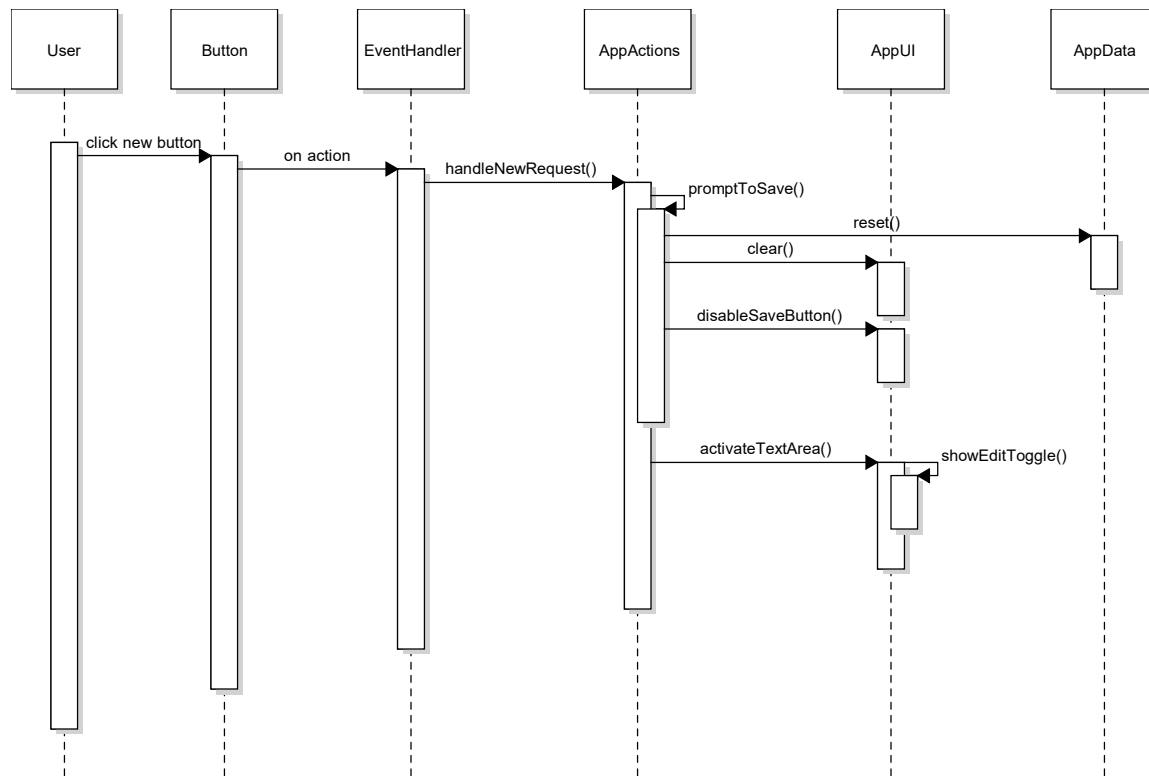 User
Button
EventHandler
AppActions
AppUI
AppData
click new button
on action
handleNewRequest()
promptToSave()
reset()
clear()
disableSaveButton()
activateTextArea()
showEditToggle()